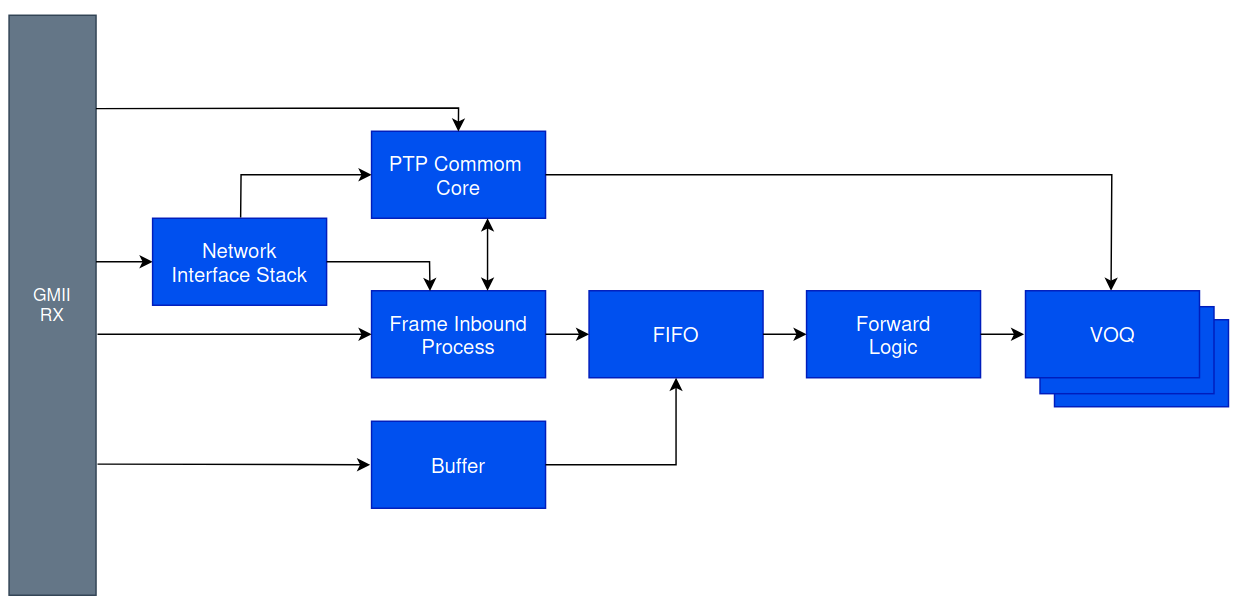 GMII
RX
PTP Commom
Core
Network
Interface Stack
Frame Inbound
Process
FIFO
Forward
Logic
VOQ
Buffer